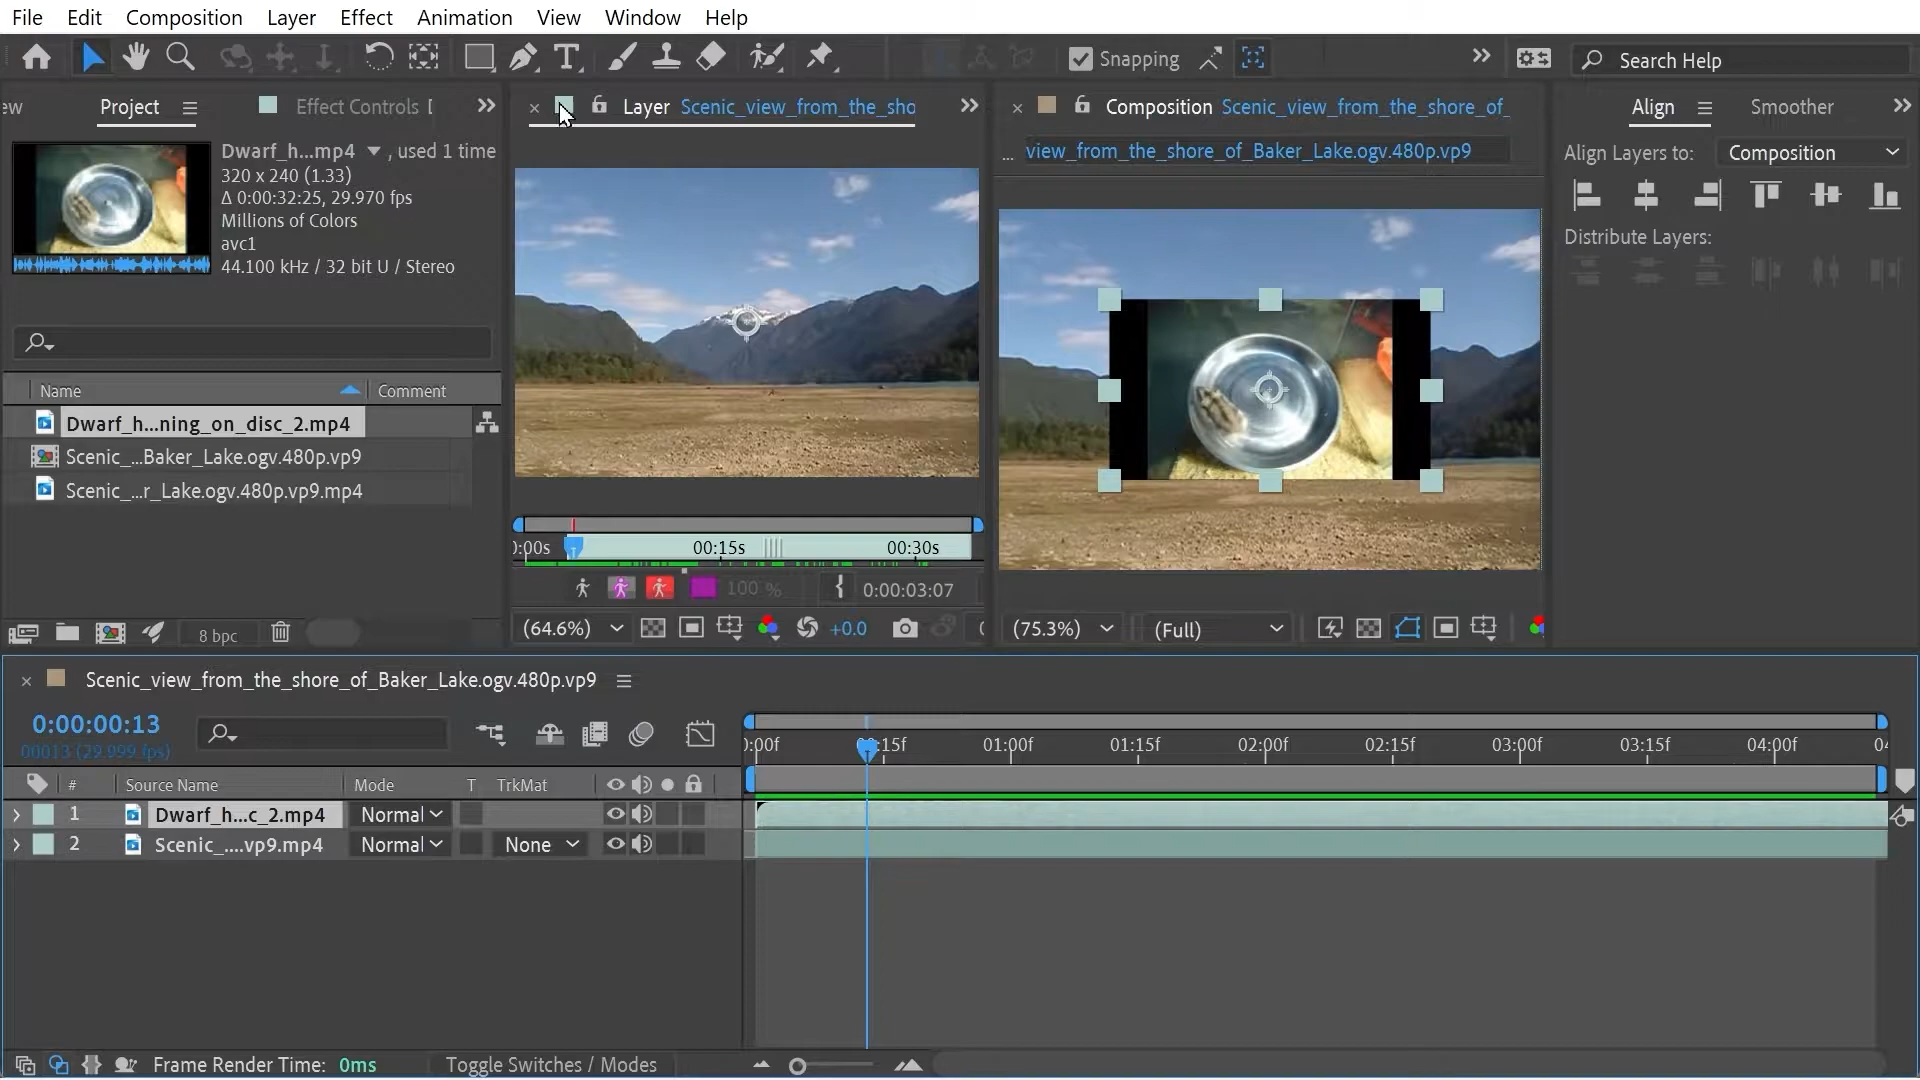 File Edit Composition Layer Effect Animation View Window Help
Snapping
Search Help
ew Project Effect Controls
Layer Scenic_view_from_the_sho
Composition Scenic_view_from_the_shore_of_
Align Smoother
view_from_the_shore_of_Baker_Lake.ogv.480p.vp9
Align Layers to: Composition
Distribute Layers:
Dwarf_h...mp4 , used 1 time
320 x 240 (1.33)
Δ 0:00:32:25, 29.970 fps
Millions of Colors
avc1
44.100 kHz / 32 bit U / Stereo
Name Comment
Dwarf_h...ning_on_disc_2.mp4
Scenic_...Baker_Lake.ogv.480p.vp9
Scenic_...r_Lake.ogv.480p.vp9.mp4
8 bpc
):00s 00:15s 00:30s
100 % 0:00:03:07
(64.6%) +0.0
(75.3%) (Full)
Scenic_view_from_the_shore_of_Baker_Lake.ogv.480p.vp9
0:00:00:13
00013 (29.999 fps)
):00f 00:15f 01:00f 01:15f 02:00f 02:15f 03:00f 03:15f 04:00f 04
# Source Name Mode T TrkMat
1 Dwarf_h...c_2.mp4 Normal
2 Scenic_....vp9.mp4 Normal None
Frame Render Time: 0ms Toggle Switches / Modes